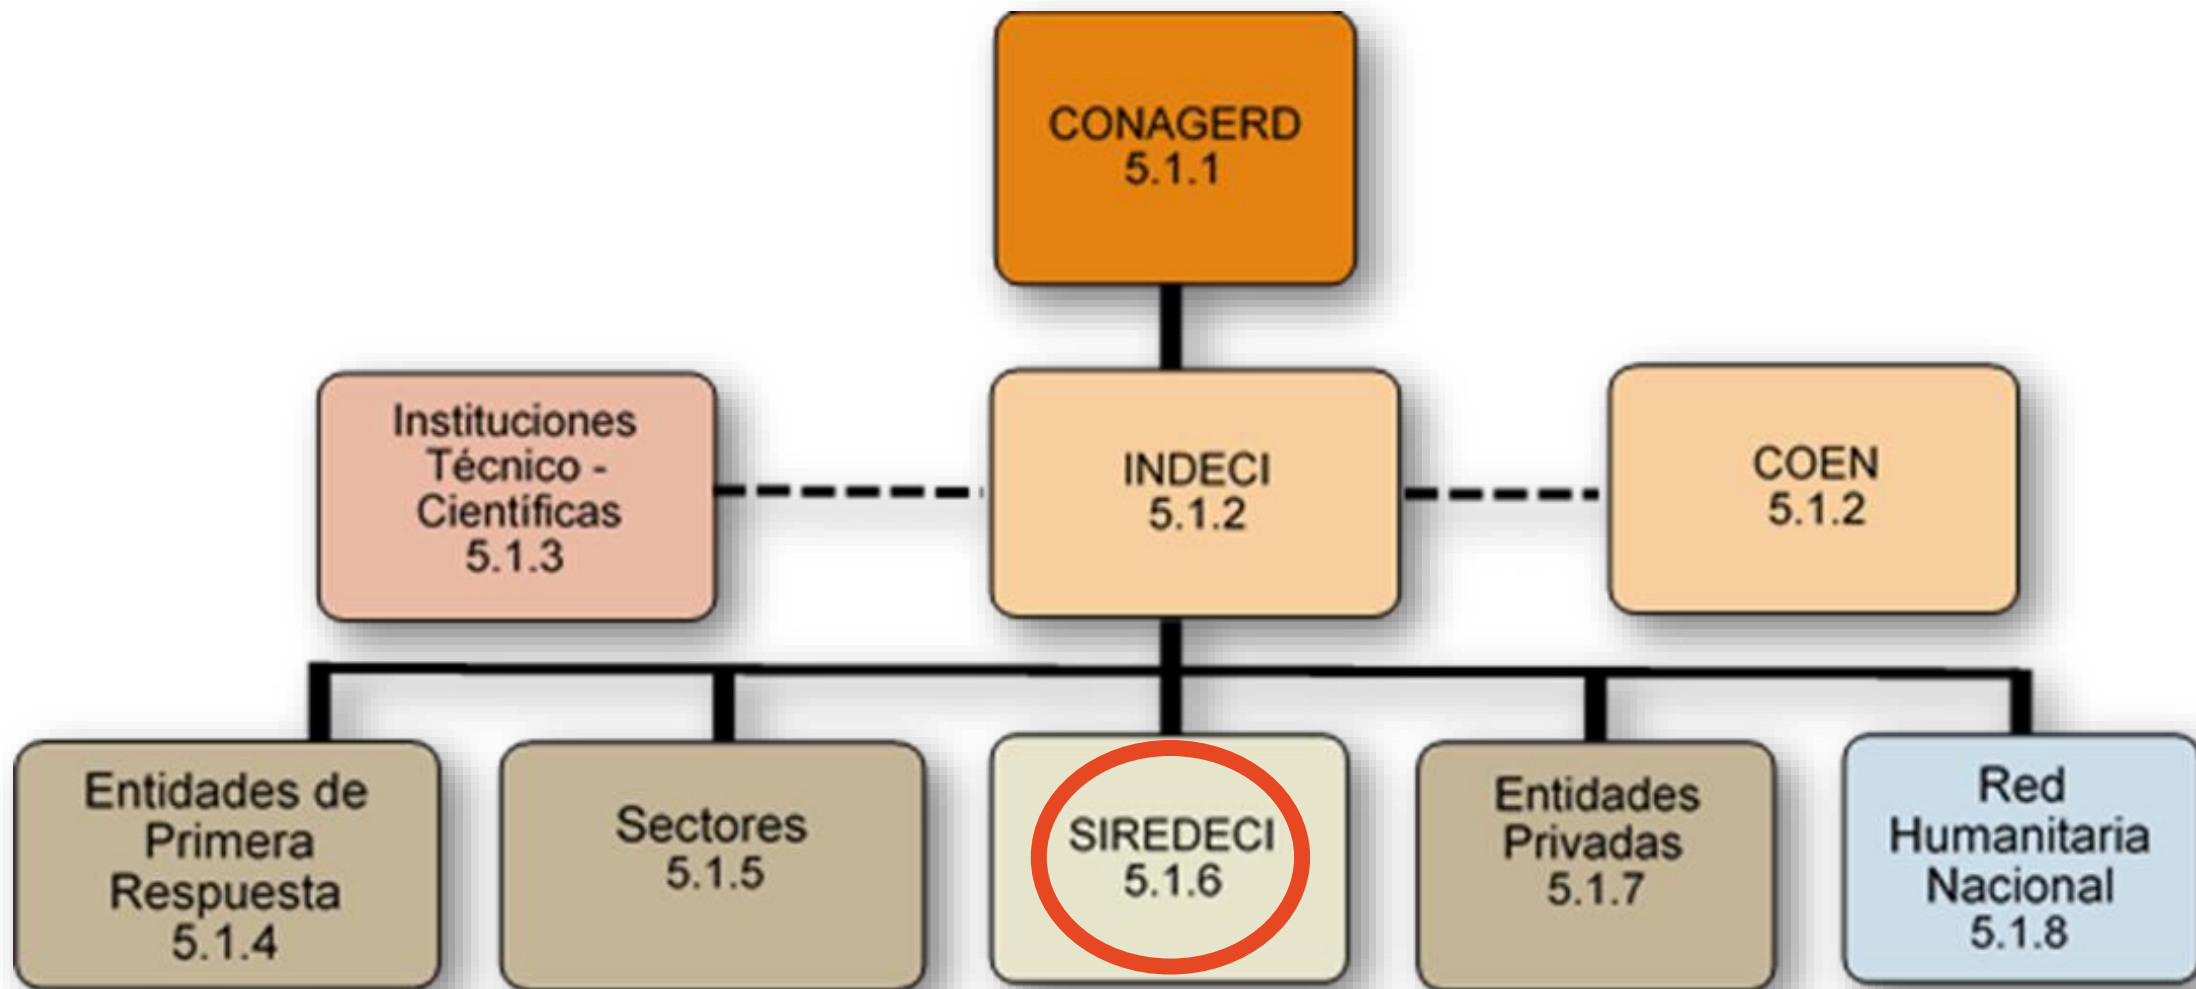 CONAGERD
5.1.1
Instituciones
Técnico -
Científicas
5.1.3
INDECI
5.1.2
COEN
5.1.2
Entidades de
Primera
Respuesta
5.1.4
Sectores
5.1.5
SIREDECI
5.1.6
Entidades
Privadas
5.1.7
Red
Humanitaria
Nacional
5.1.8